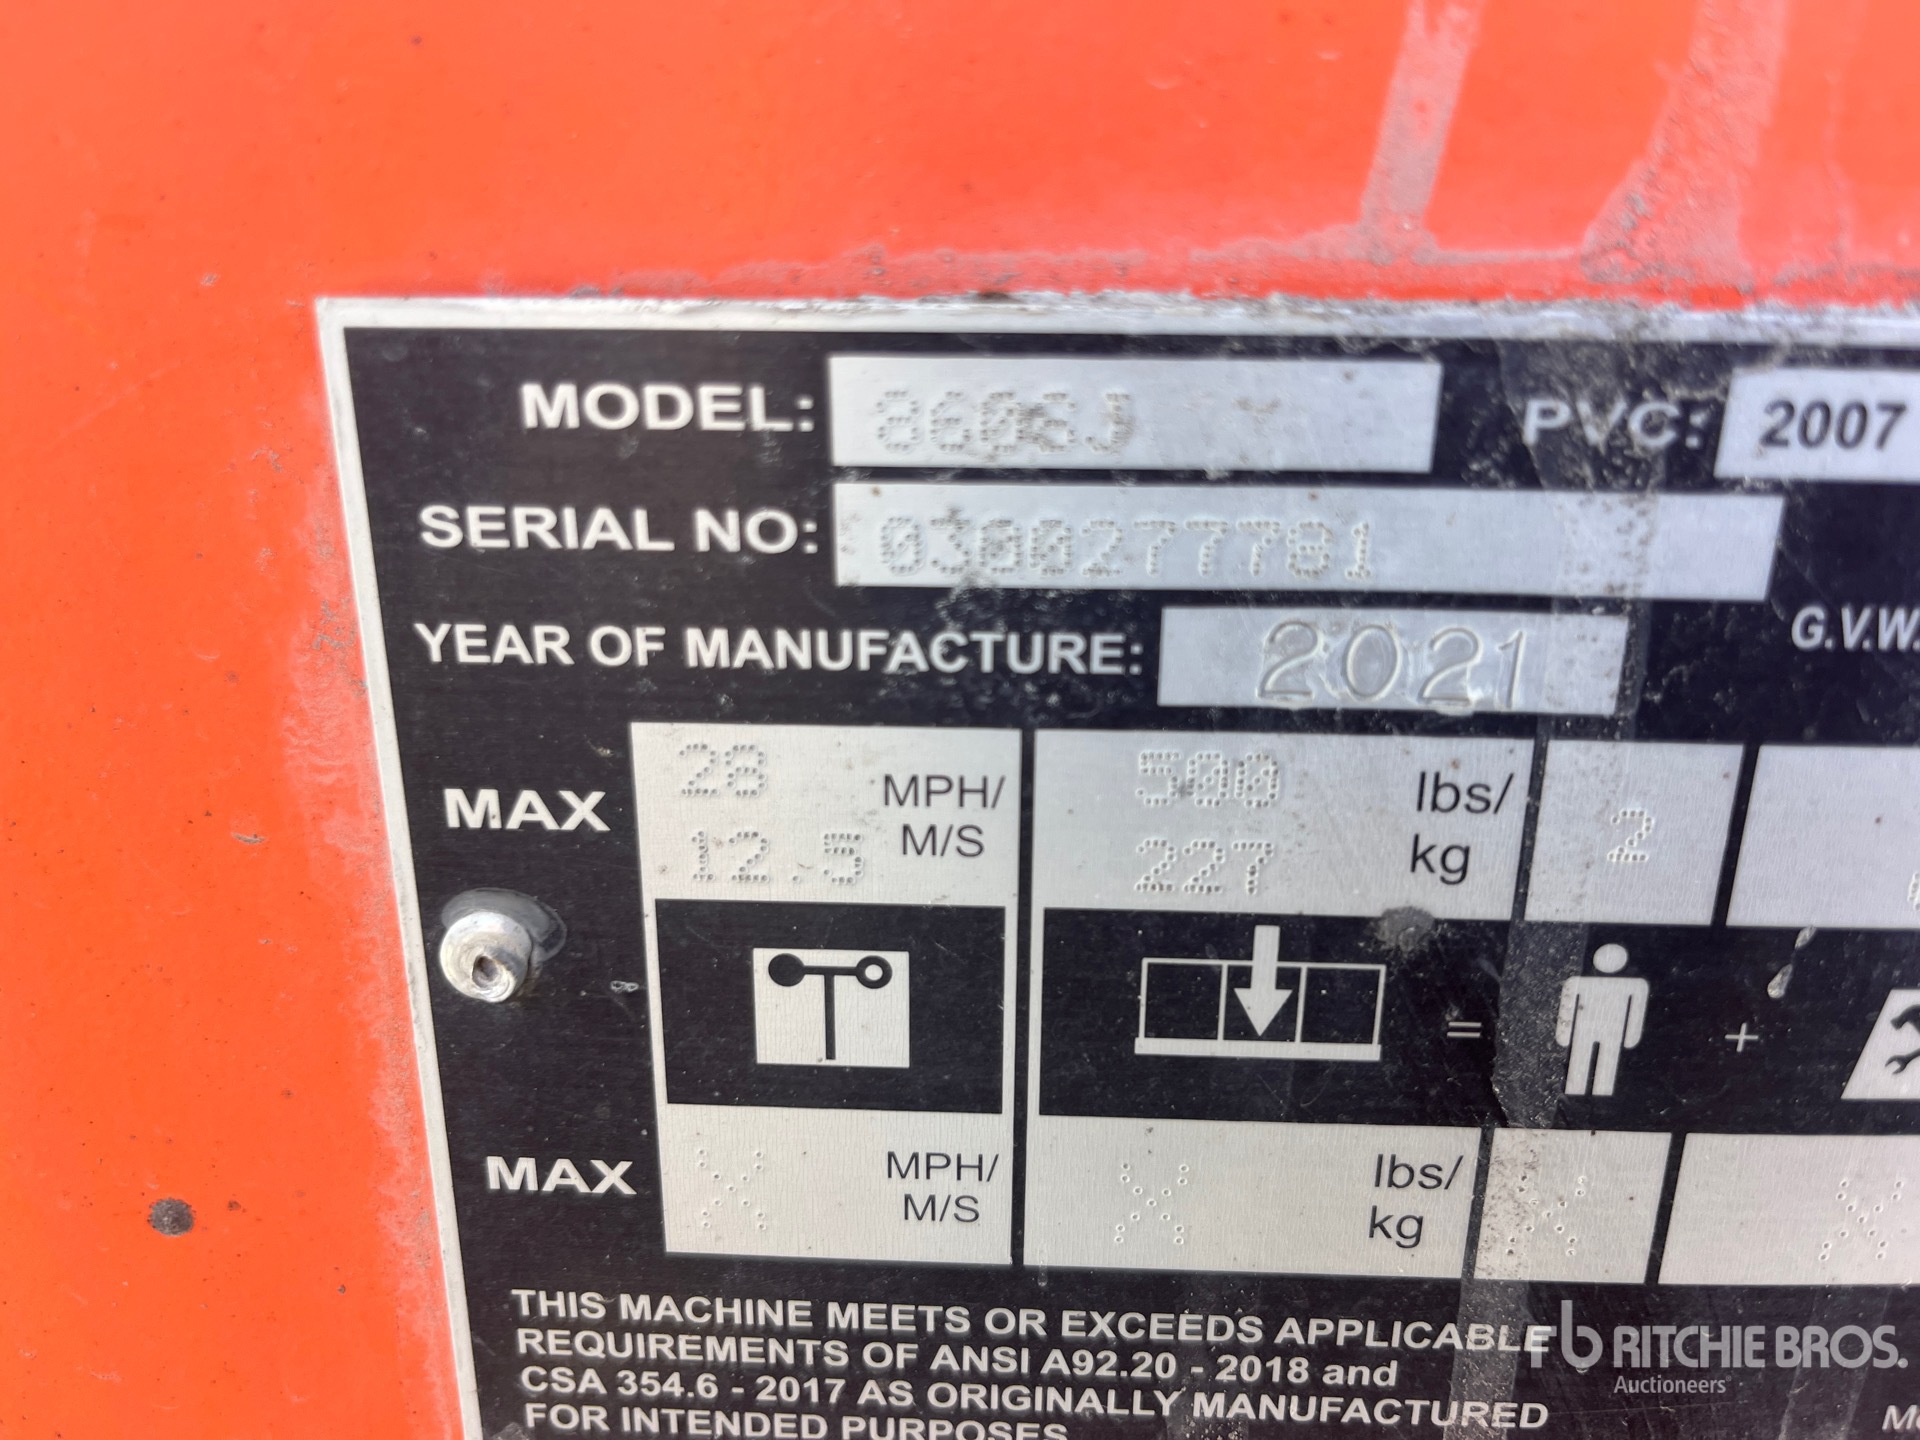 MODEL: 860SJ PVC: 2007
SERIAL NO: 0300277781
YEAR OF MANUFACTURE: 2021 G.V.W.
MAX 28 MPH/ 500 lbs/ 2
12.5 M/S 227 kg
= +
MAX X MPH/ X lbs/ X X
M/S kg
THIS MACHINE MEETS OR EXCEEDS APPLICABLE
REQUIREMENTS OF ANSI A92.20 - 2018 and
CSA 354.6 - 2017 AS ORIGINALLY MANUFACTURED
FOR INTENDED PURPOSES
rb RITCHIE BROS.
Auctioneers